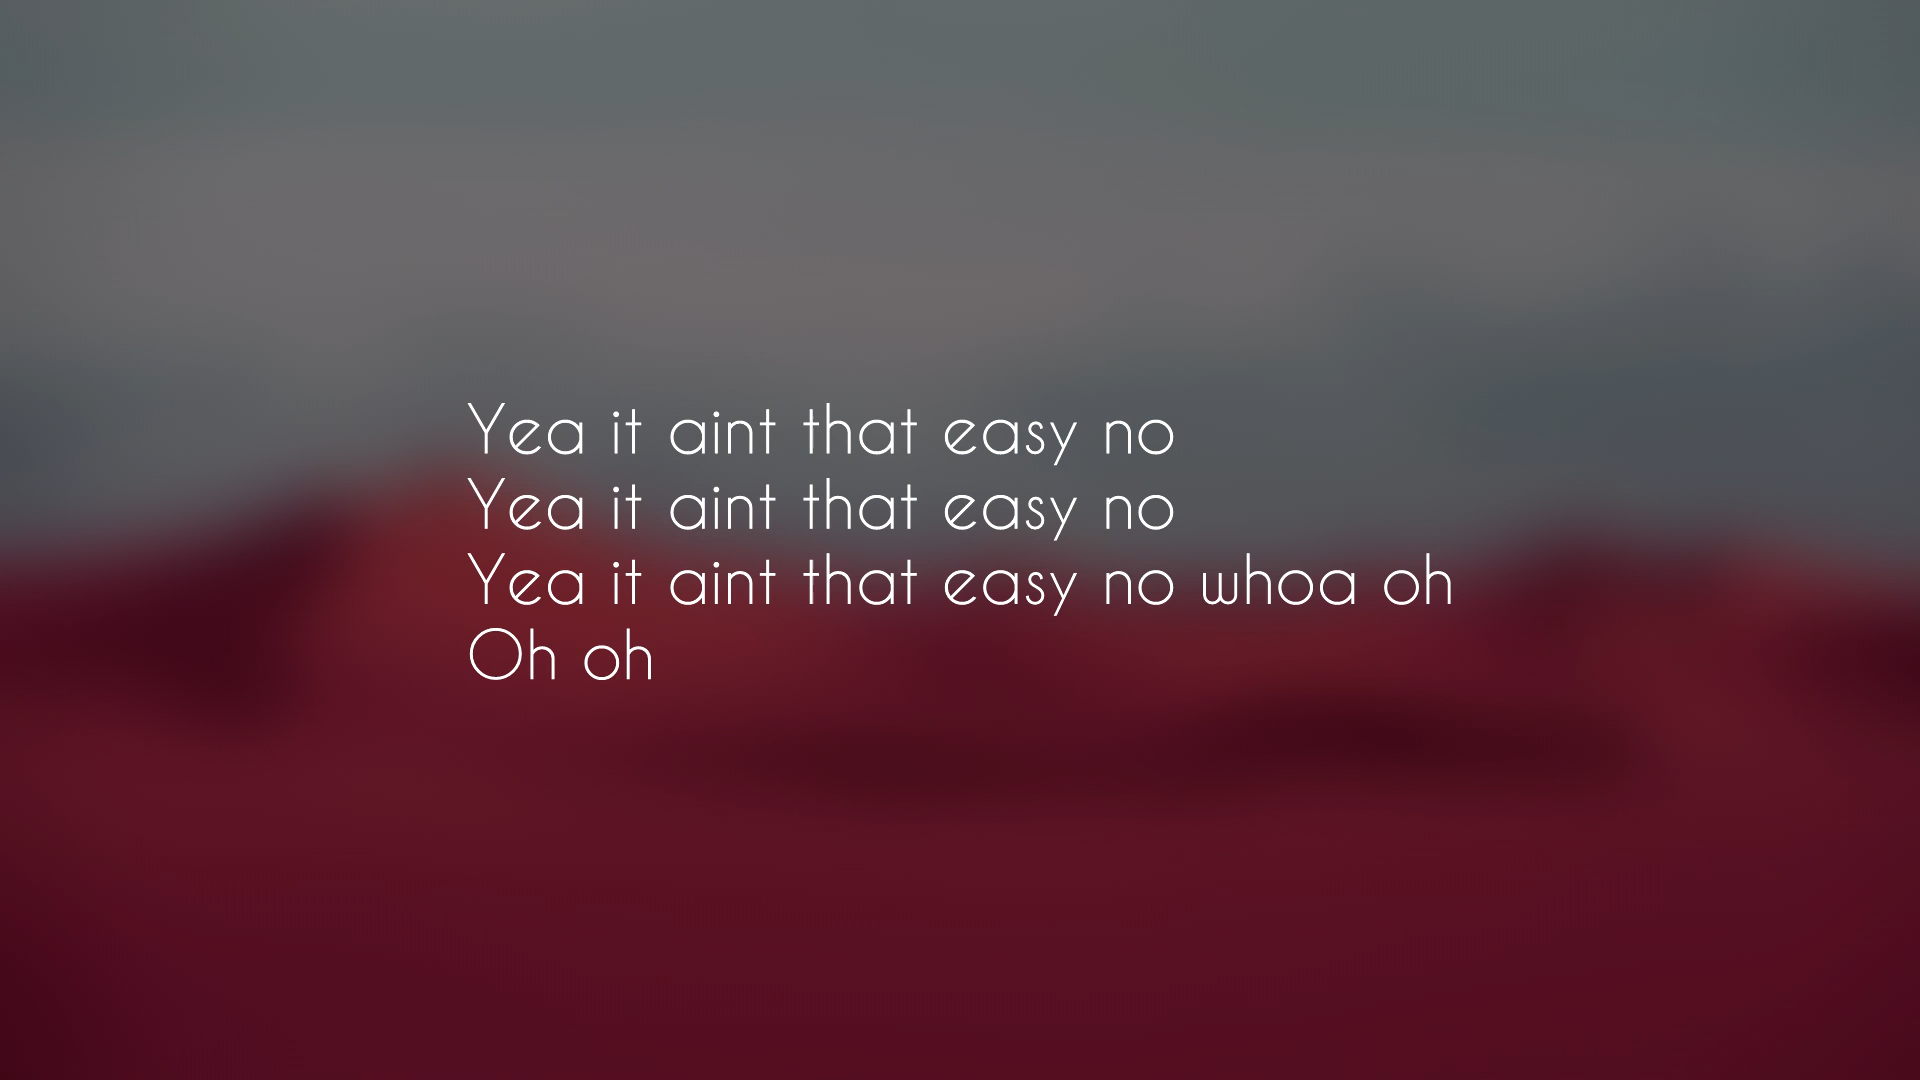 Yea it aint that easy no
Yea it aint that easy no
Yea it aint that easy no whoa oh
Oh oh